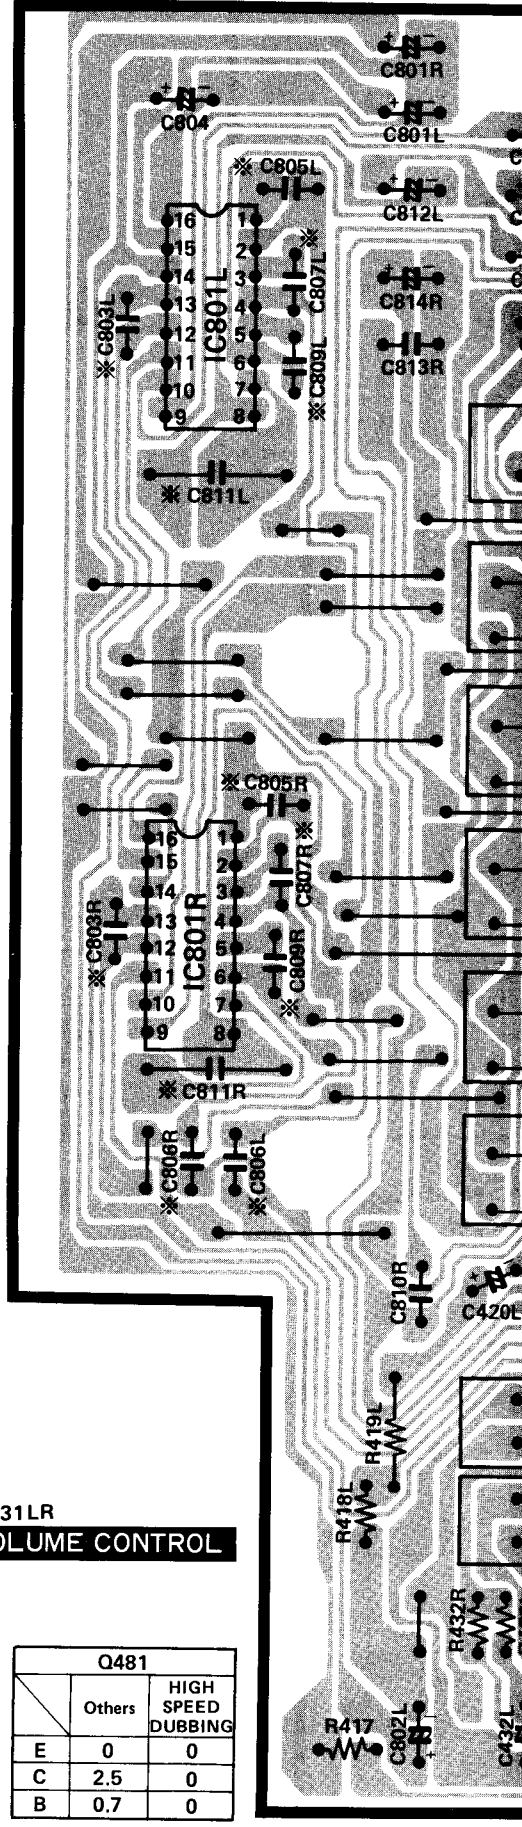 + -
C801R
+ -
C804
+ -
C801L
C
※ C805L
+ -
C812L
C
16 1
15 2
14 3
13 4
12 5
11 6
10 7
9 8
IC801L
※ C803L
※ C807L
※ C809L
C
+ -
C814R
C813R
※ C811L
※ C805R
16 1
15 2
14 3
13 4
12 5
11 6
10 7
9 8
IC801R
※ C803R
C807R ※
※ C809R
※ C811R
※ C806R
※ C806L
C810R
+
C420L
R419L
R418L
31LR
OLUME CONTROL
R432R
Q481
Others HIGH SPEED DUBBING
E 0 0
C 2.5 0
B 0.7 0
R417
C802L
- +
C432L